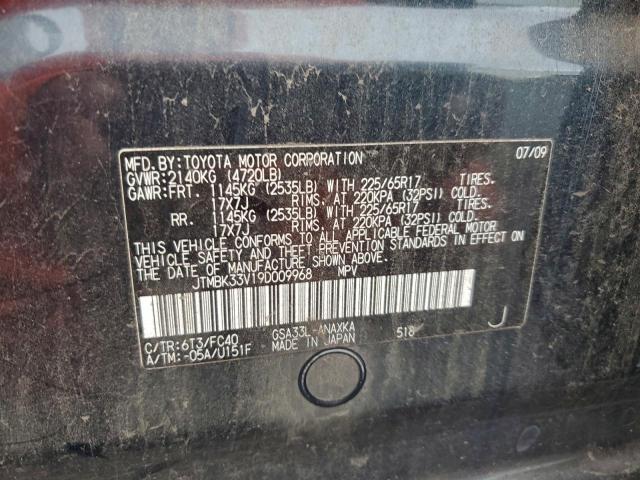 MFD. BY: TOYOTA MOTOR CORPORATION 07/09
GVWR: 2140KG (4720LB)
GAWR: FRT. 1145KG (2535LB) WITH 225/65R17 TIRES.
17X7J RIMS, AT 220KPA (32PSI) COLD.
RR. 1145KG (2535LB) WITH 225/65R17 TIRES.
17X7J RIMS, AT 220KPA (32PSI) COLD.
THIS VEHICLE CONFORMS TO ALL APPLICABLE FEDERAL MOTOR
VEHICLE SAFETY AND THEFT PREVENTION STANDARDS IN EFFECT ON
THE DATE OF MANUFACTURE SHOWN ABOVE.
JTMBK33V19D009968 MPV
C/TR: 6T3/FC40 GSA33L-ANAXKA 518 J
A/TM: -05A/U151F MADE IN JAPAN